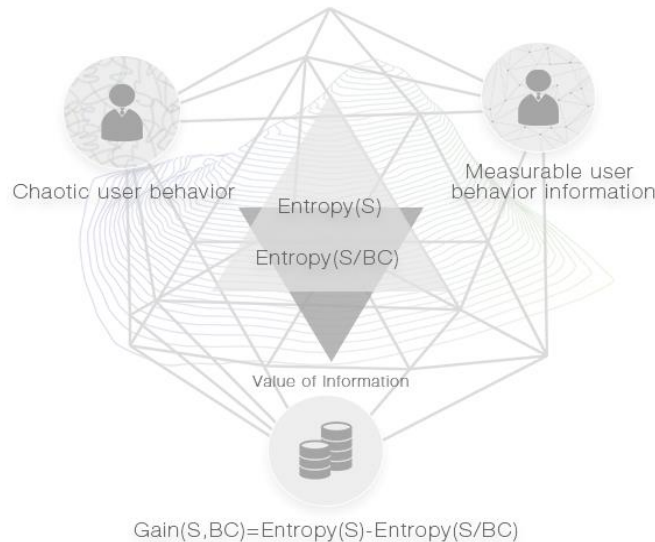 Chaotic user behavior
Measurable user
behavior information
Entropy(S)
Entropy(S/BC)
Value of Information
Gain(S,BC)=Entropy(S)-Entropy(S/BC)